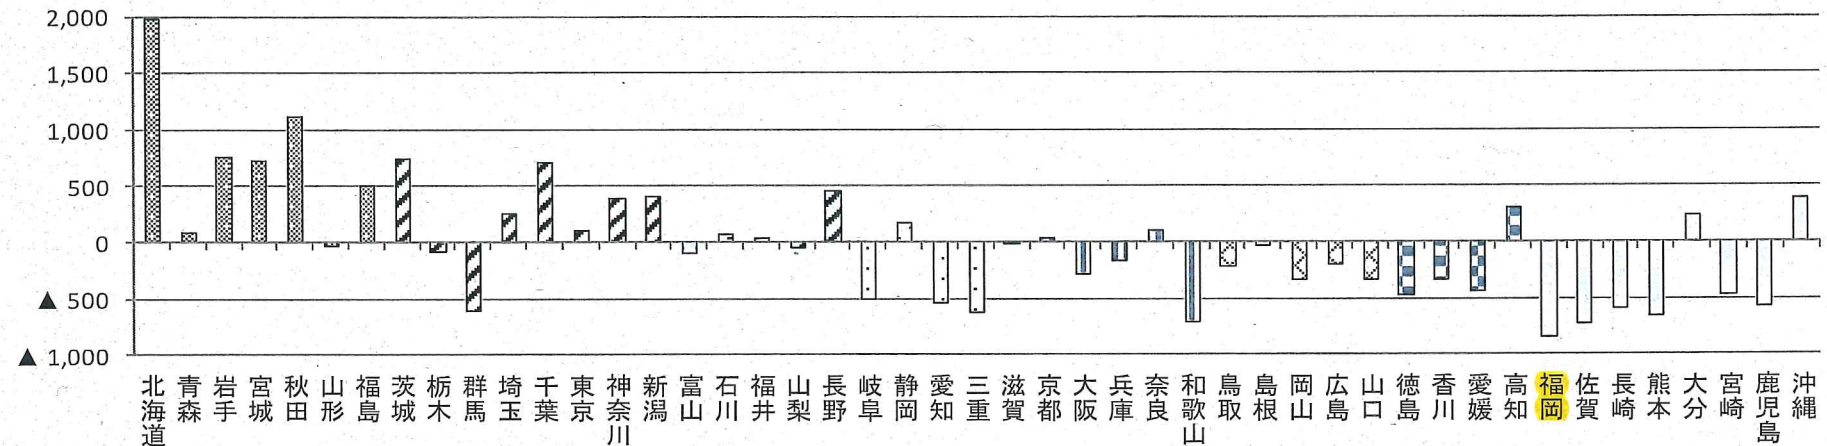 2,000
1,500
1,000
500
0
▲ 500
▲ 1,000
北海道
青森
岩手
宮城
秋田
山形
福島
茨城
栃木
群馬
埼玉
千葉
東京
神奈川
新潟
富山
石川
福井
山梨
長野
岐阜
静岡
愛知
三重
滋賀
京都
大阪
兵庫
奈良
和歌山
鳥取
島根
岡山
広島
山口
徳島
香川
愛媛
高知
福岡
佐賀
長崎
熊本
大分
宮崎
鹿児島
沖縄